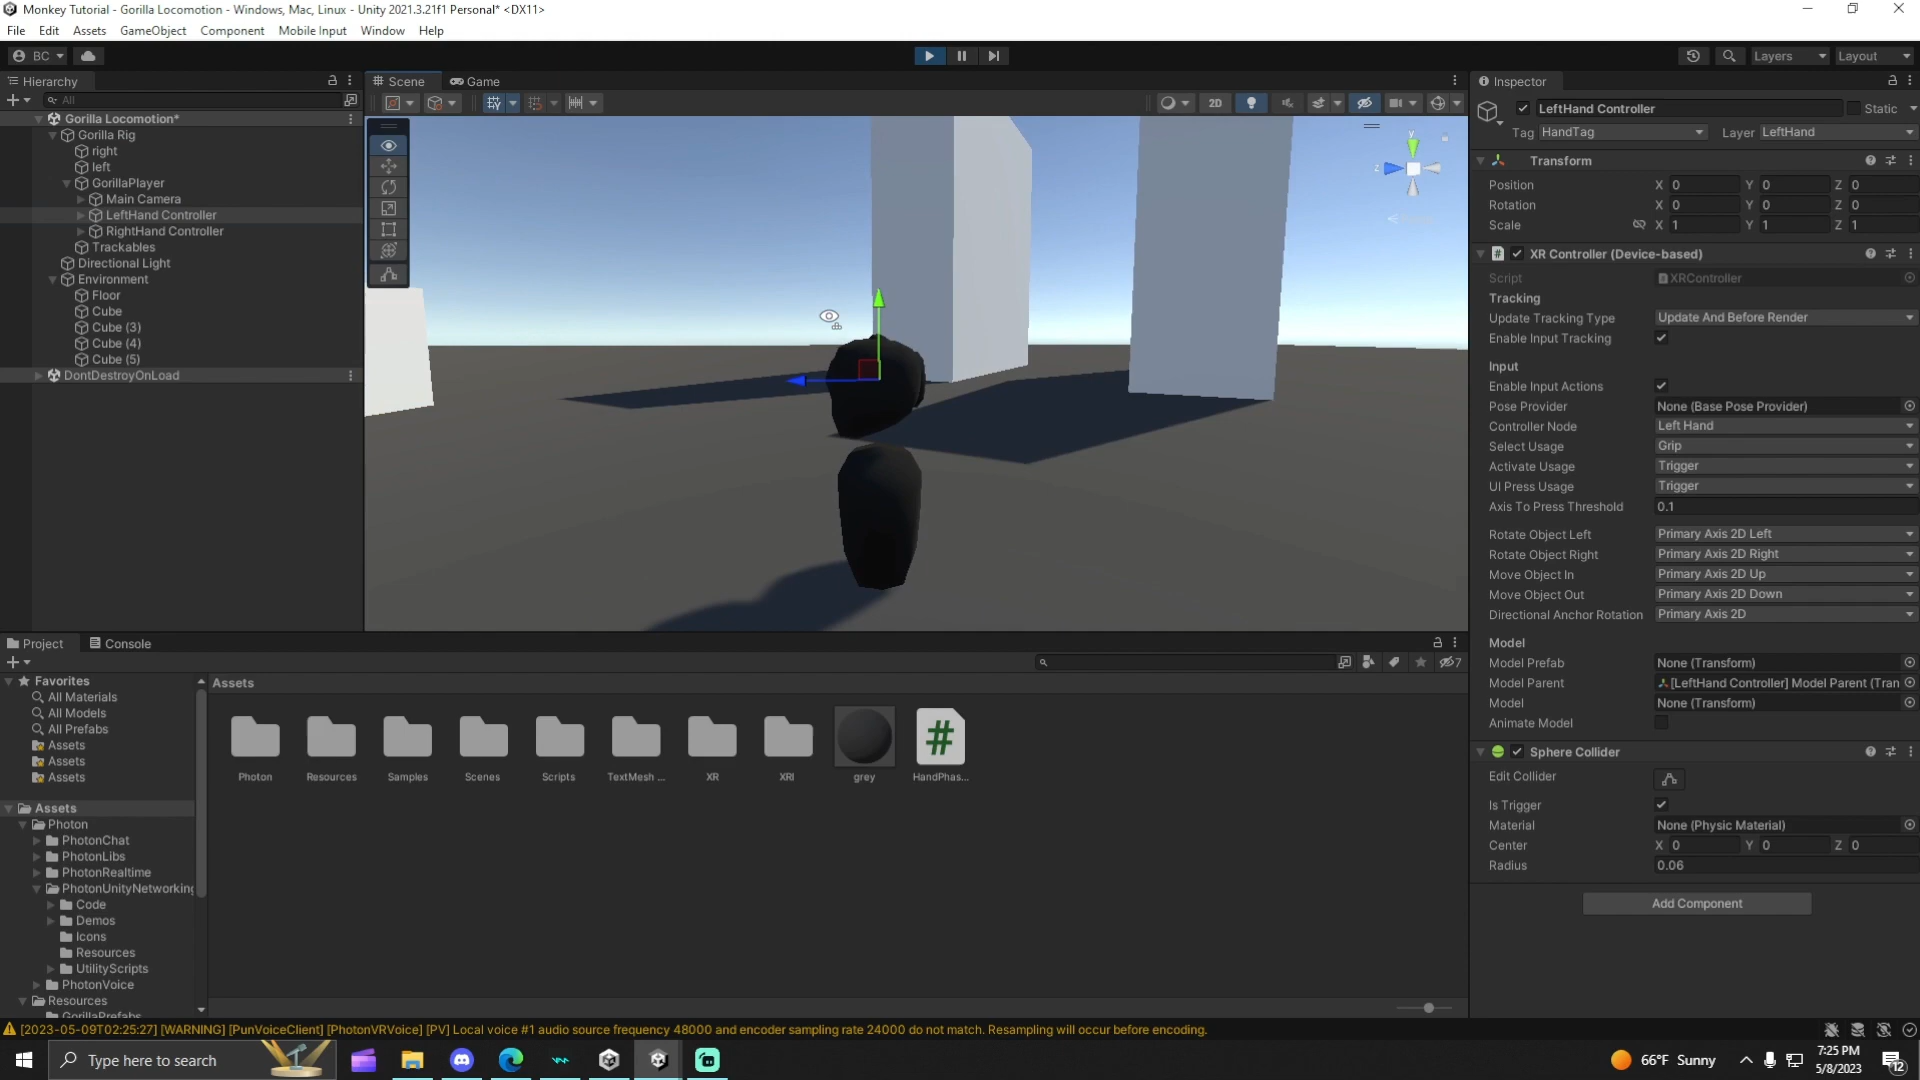 Monkey Tutorial - Gorilla Locomotion - Windows, Mac, Linux - Unity 2021.3.21f1 Personal* <DX11>
File Edit Assets GameObject Component Mobile Input Window Help
BC Layers Layout
Hierarchy Scene Game Inspector
All 2D
Gorilla Locomotion*
Gorilla Rig
right
left
GorillaPlayer
Main Camera
LeftHand Controller
RightHand Controller
Trackables
Directional Light
Environment
Floor
Cube
Cube (3)
Cube (4)
Cube (5)
DontDestroyOnLoad
y
z
LeftHand Controller Static
Tag HandTag Layer LeftHand
Transform
Position X 0 Y 0 Z 0
Rotation X 0 Y 0 Z 0
Scale X 1 Y 1 Z 1
XR Controller (Device-based)
Script XRController
Tracking
Update Tracking Type Update And Before Render
Enable Input Tracking
Input
Enable Input Actions
Pose Provider None (Base Pose Provider)
Controller Node Left Hand
Select Usage Grip
Activate Usage Trigger
UI Press Usage Trigger
Axis To Press Threshold 0.1
Rotate Object Left Primary Axis 2D Left
Rotate Object Right Primary Axis 2D Right
Move Object In Primary Axis 2D Up
Move Object Out Primary Axis 2D Down
Directional Anchor Rotation Primary Axis 2D
Model
Model Prefab None (Transform)
Model Parent [LeftHand Controller] Model Parent (Tran
Model None (Transform)
Animate Model
Sphere Collider
Edit Collider
Is Trigger
Material None (Physic Material)
Center X 0 Y 0 Z 0
Radius 0.06
Add Component
Project Console
7
Favorites
All Materials
All Models
All Prefabs
Assets
Assets
Assets
Assets
Photon
PhotonChat
PhotonLibs
PhotonRealtime
PhotonUnityNetworking
Code
Demos
Icons
Resources
UtilityScripts
PhotonVoice
Resources
GorillaPrefabs
Assets
Photon Resources Samples Scenes Scripts TextMesh ... XR XRI grey HandPhas...
[2023-05-09T02:25:27] [WARNING] [PunVoiceClient] [PhotonVRVoice] [PV] Local voice #1 audio source frequency 48000 and encoder sampling rate 24000 do not match. Resampling will occur before encoding.
Type here to search
66°F Sunny
7:25 PM
5/8/2023
12